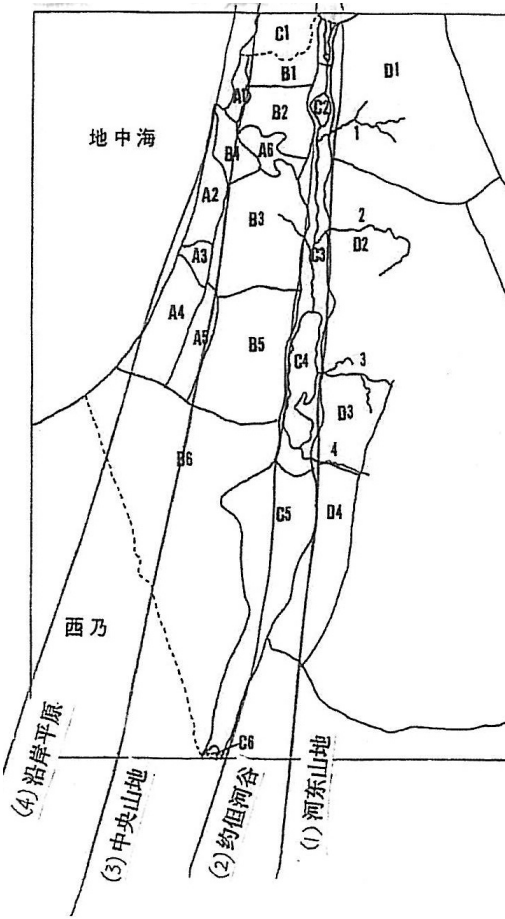 C1
D1
B1
A1
B2
C2
地中海
1
B4
A6
A2
2
B3
D2
A3
C3
A4
A5
B5
C4
3
D3
B6
4
C5
D4
西乃
C6
(4) 沿岸平原
(3) 中央山地
(2) 约但河谷
(1) 河东山地